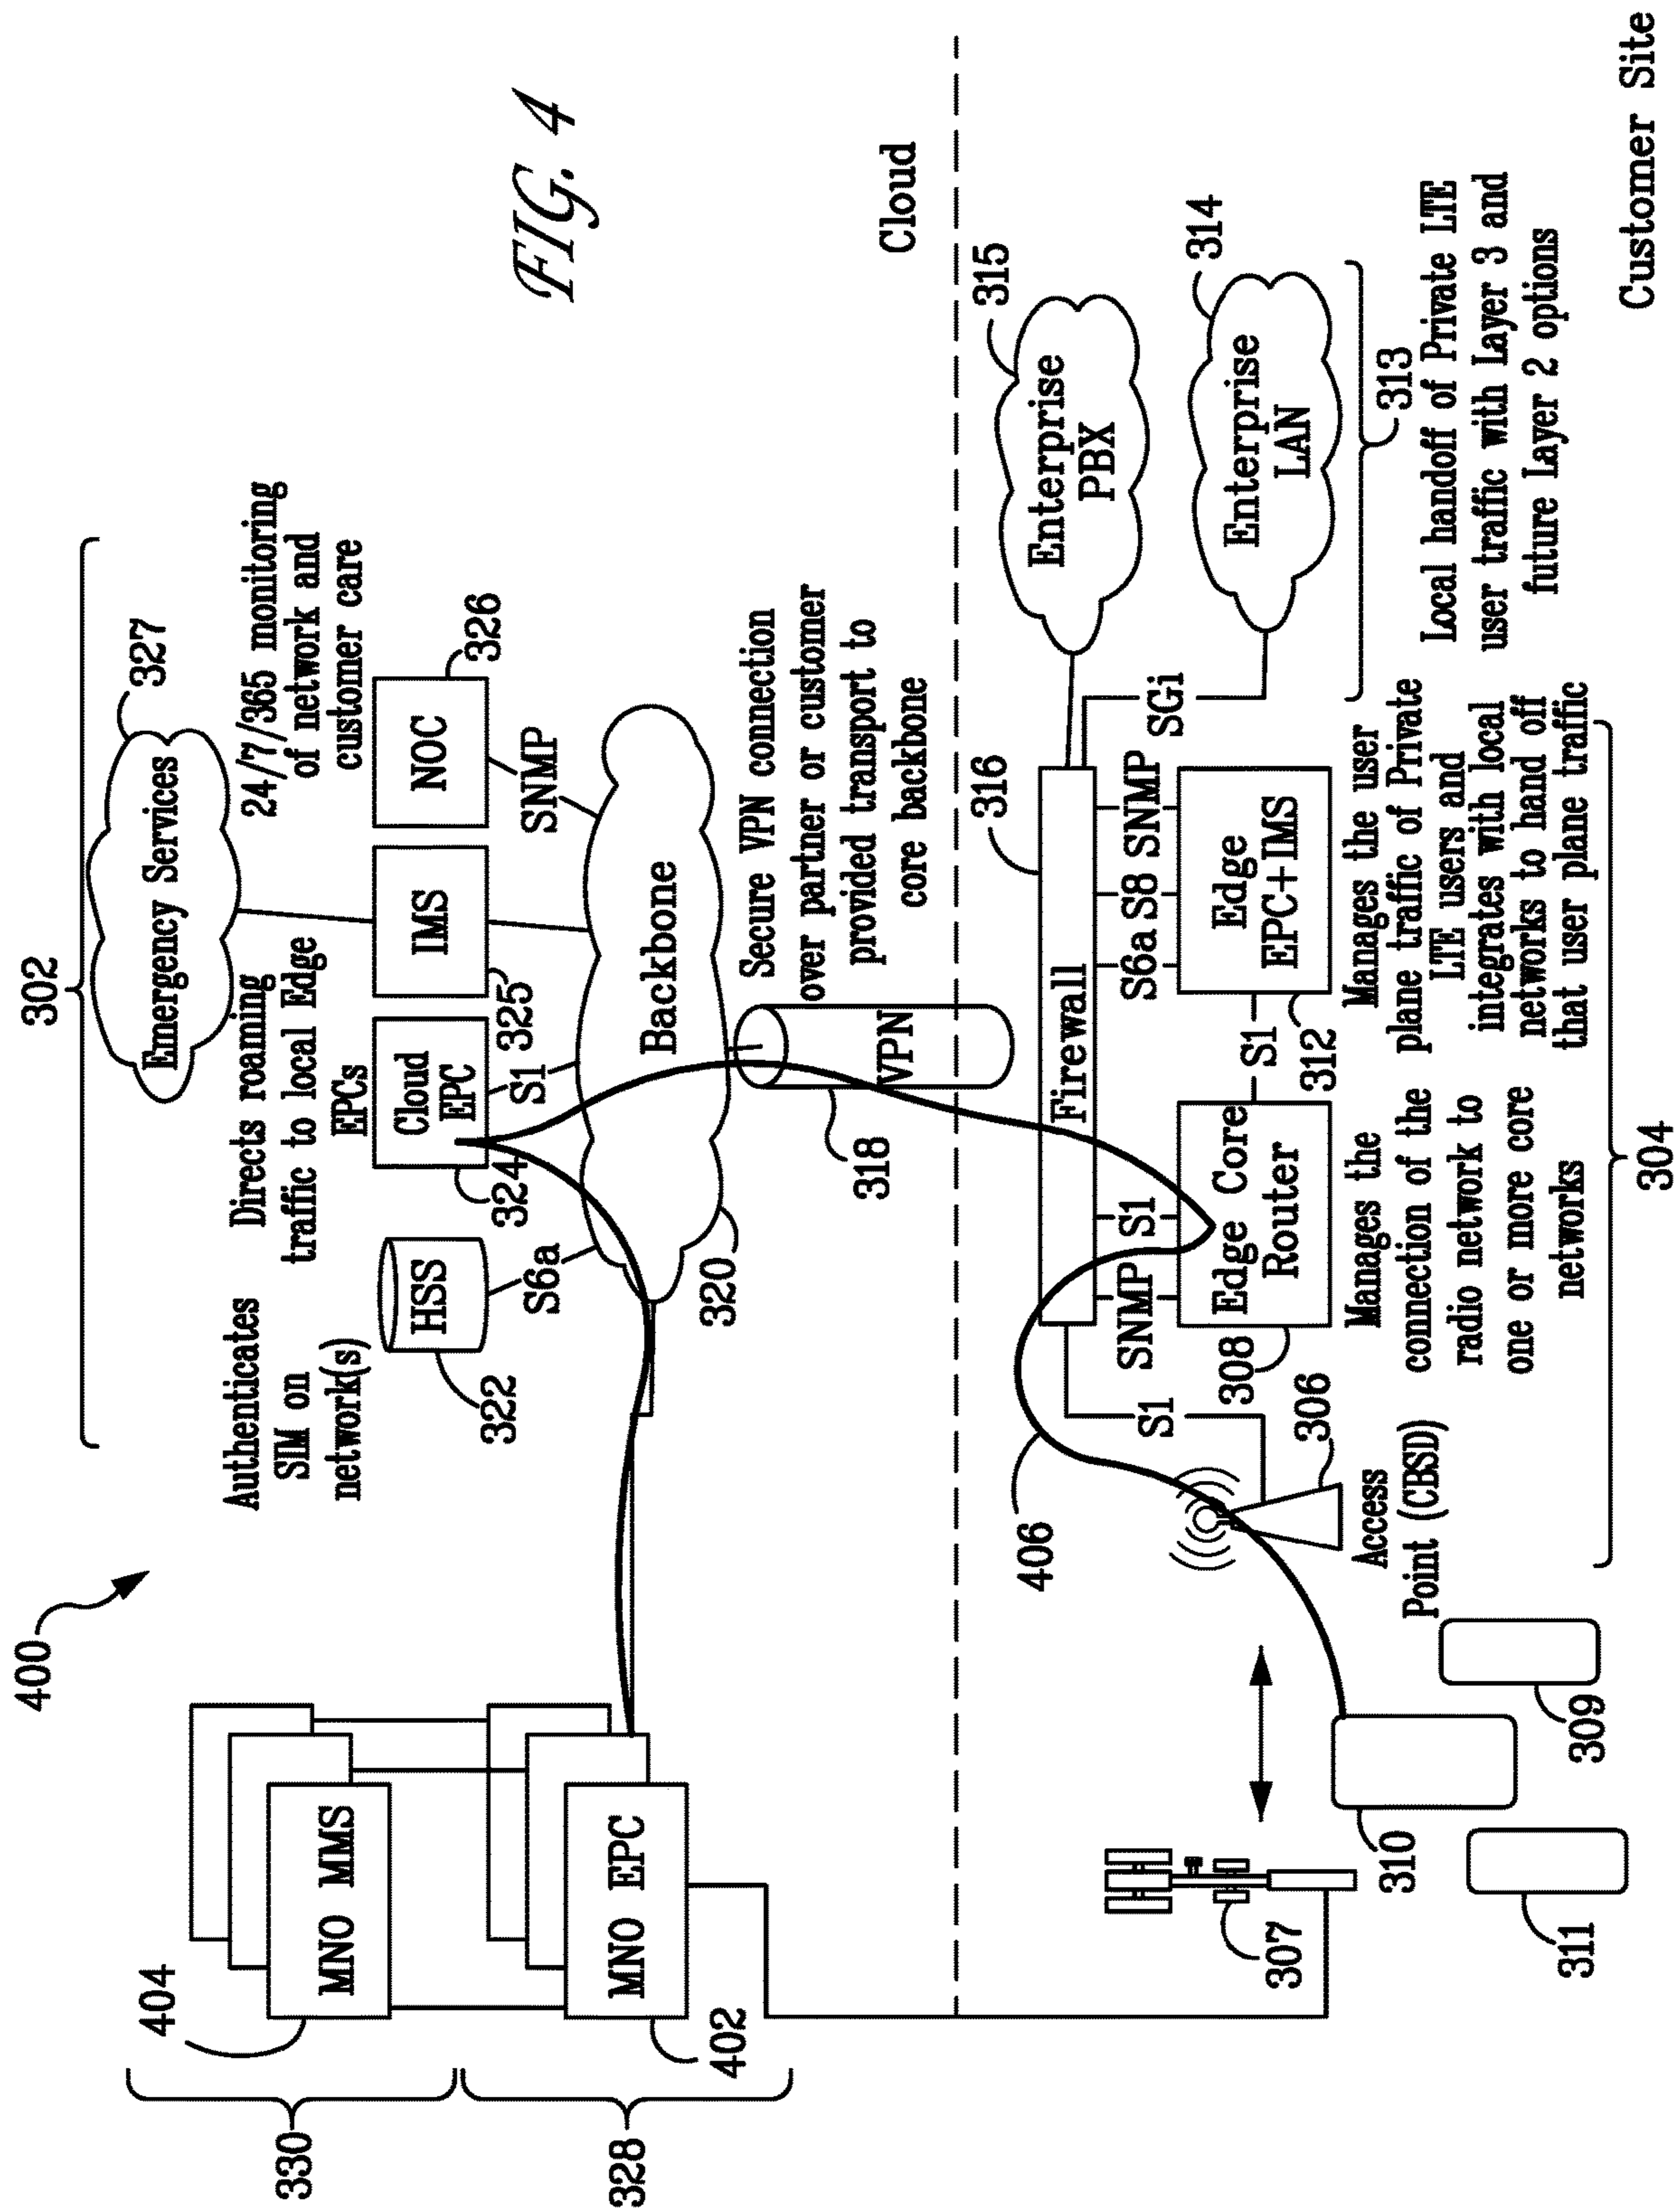 FIG. 4
400
302
Emergency Services
327
Authenticates
SIM on
network(s)
Directs roaming
traffic to local Edge
EPCs
24/7/365 monitoring
of network and
customer care
330
404
MNO MMS
328
402
MNO EPC
HSS
322
S6a
Cloud
EPC
324
S1
IMS
325
NOC
326
SNMP
Backbone
320
Secure VPN connection
over partner or customer
provided transport to
core backbone
VPN
318
Cloud
Firewall
316
Enterprise
PBX
315
Enterprise
LAN
314
SGi
313
406
S1
SNMP
S1
S6a
S8
SNMP
Edge Core
Router
308
S1
Edge
EPC+IMS
312
307
306
Access
Point (CBSD)
Manages the
connection of the
radio network to
one or more core
networks
Manages the user
plane traffic of Private
LTE users and
integrates with local
networks to hand off
that user plane traffic
Local handoff of Private LTE
user traffic with Layer 3 and
future Layer 2 options
310
309
311
304
Customer Site